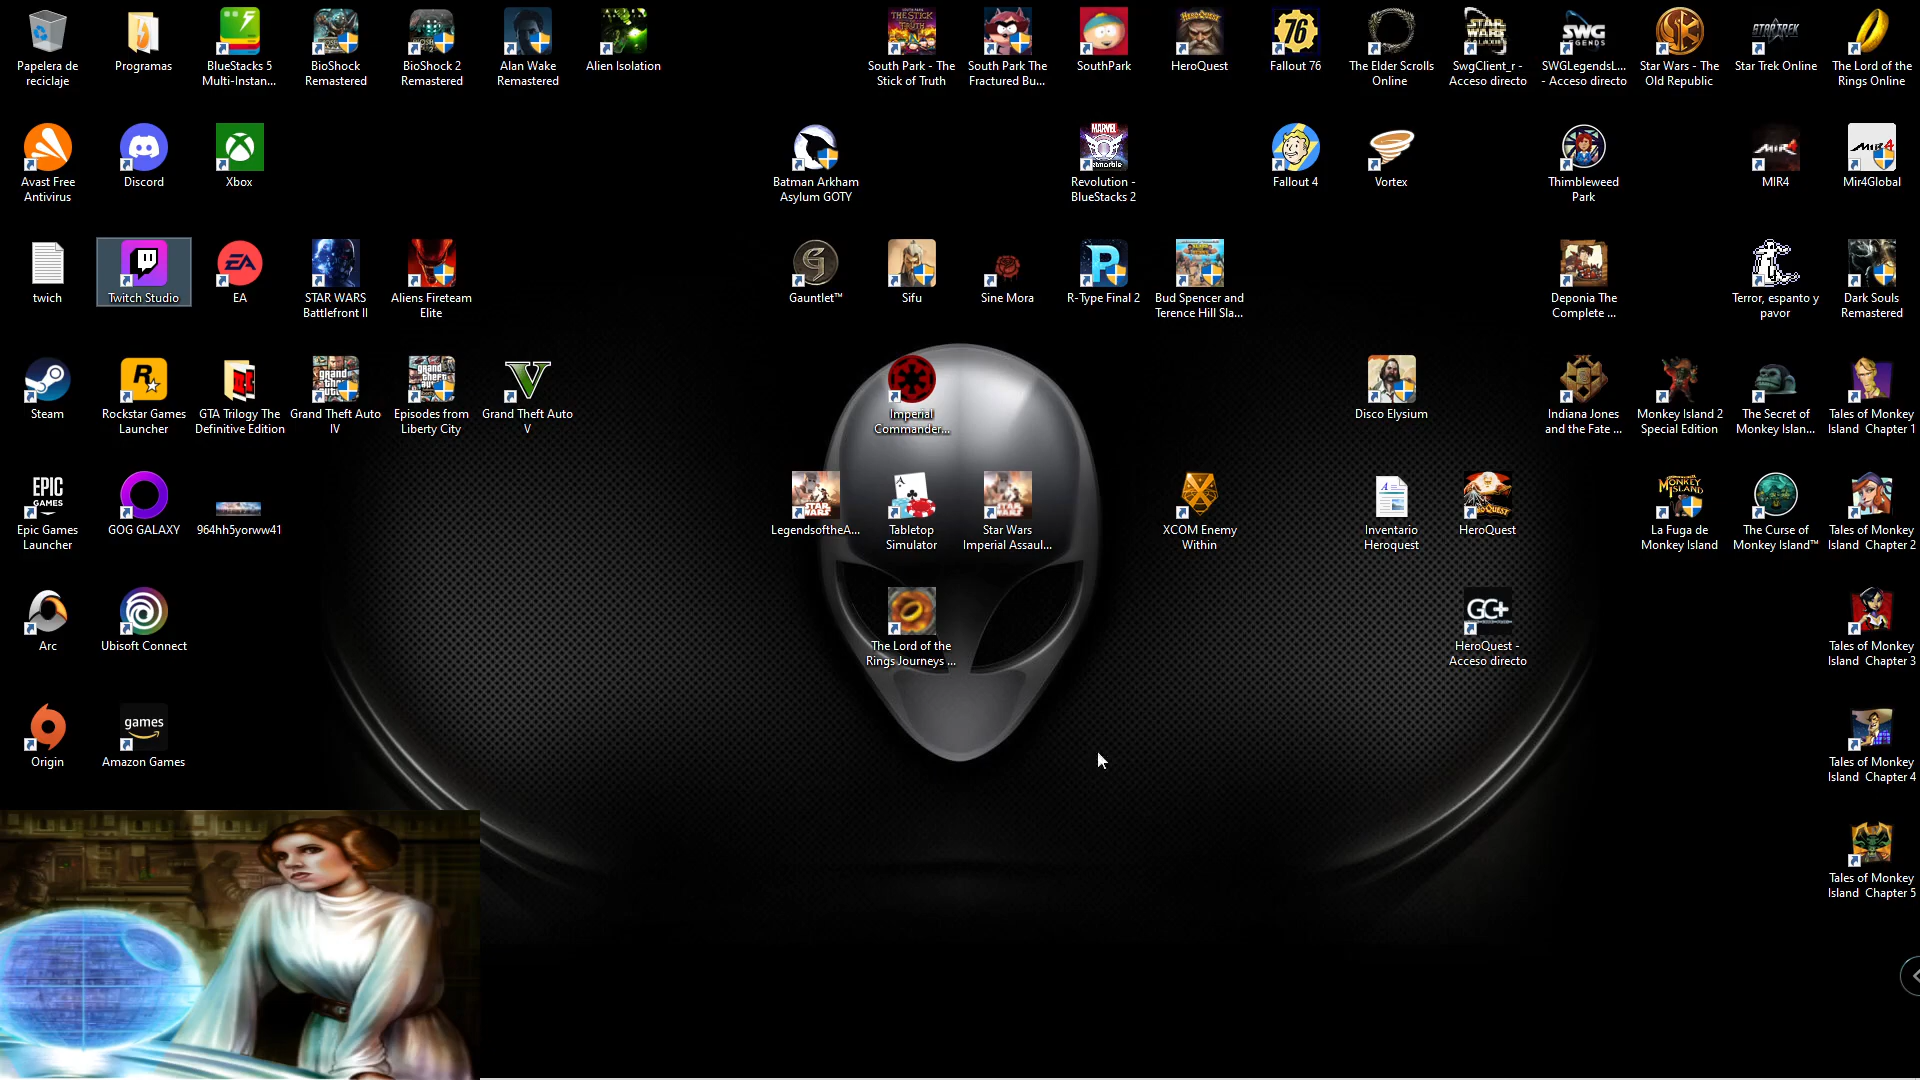 Papelera de
reciclaje
Programas
BlueStacks 5
Multi-Instan...
BioShock
Remastered
BioShock 2
Remastered
Alan Wake
Remastered
Alien Isolation
South Park - The
Stick of Truth
South Park The
Fractured Bu...
SouthPark
HeroQuest
Fallout 76
The Elder Scrolls
Online
SwgClient_r -
Acceso directo
SWGLegendsL...
- Acceso directo
Star Wars - The
Old Republic
Star Trek Online
The Lord of the
Rings Online
Avast Free
Antivirus
Discord
Xbox
Batman Arkham
Asylum GOTY
Revolution -
BlueStacks 2
Fallout 4
Vortex
Thimbleweed
Park
MIR4
Mir4Global
twich
Twitch Studio
EA
STAR WARS
Battlefront II
Aliens Fireteam
Elite
Gauntlet™
Sifu
Sine Mora
R-Type Final 2
Bud Spencer and
Terence Hill Sla...
Deponia The
Complete ...
Terror, espanto y
pavor
Dark Souls
Remastered
Steam
Rockstar Games
Launcher
GTA Trilogy The
Definitive Edition
Grand Theft Auto
IV
Episodes from
Liberty City
Grand Theft Auto
V
Imperial
Commander...
Disco Elysium
Indiana Jones
and the Fate ...
Monkey Island 2
Special Edition
The Secret of
Monkey Islan...
Tales of Monkey
Island Chapter 1
Epic Games
Launcher
GOG GALAXY
964hh5yorww41
LegendsoftheA...
Tabletop
Simulator
Star Wars
Imperial Assaul...
XCOM Enemy
Within
Inventario
Heroquest
HeroQuest
La Fuga de
Monkey Island
The Curse of
Monkey Island™
Tales of Monkey
Island Chapter 2
Arc
Ubisoft Connect
The Lord of the
Rings Journeys ...
GC+
HeroQuest -
Acceso directo
Tales of Monkey
Island Chapter 3
Origin
games
Amazon Games
Tales of Monkey
Island Chapter 4
Tales of Monkey
Island Chapter 5